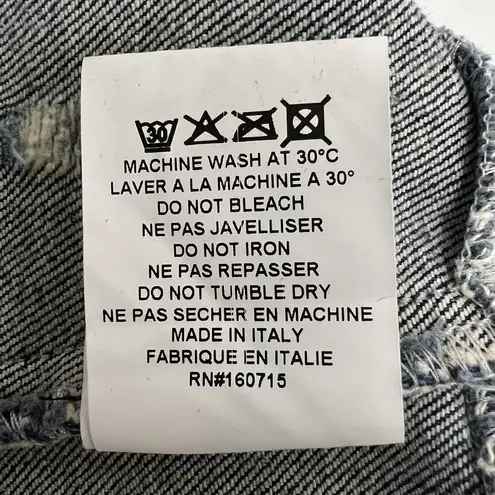 30
MACHINE WASH AT 30°C
LAVER A LA MACHINE A 30°
DO NOT BLEACH
NE PAS JAVELLISER
DO NOT IRON
NE PAS REPASSER
DO NOT TUMBLE DRY
NE PAS SECHER EN MACHINE
MADE IN ITALY
FABRIQUE EN ITALIE
RN#160715